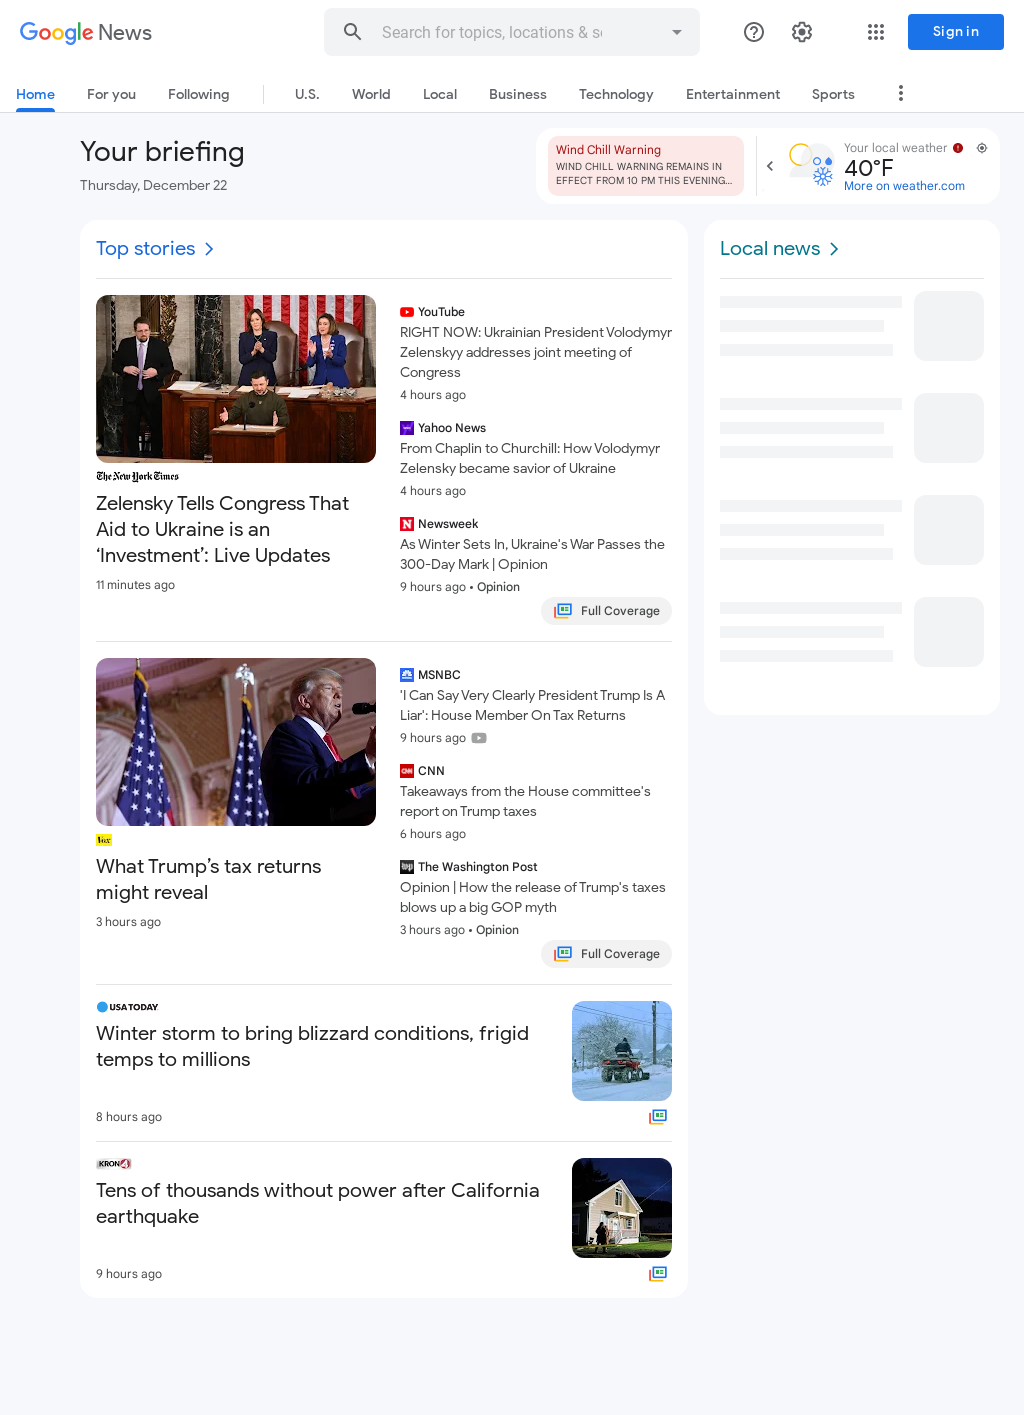 Google News
Search for topics, locations & s
Sign in
Home
For you
Following
U.S.
World
Local
Business
Technology
Entertainment
Sports
Your briefing
Thursday, December 22
Wind Chill Warning
WIND CHILL WARNING REMAINS IN
EFFECT FROM 10 PM THIS EVENING...
Your local weather
40°F
More on weather.com
Top stories
The New York Times
Zelensky Tells Congress That
Aid to Ukraine is an
‘Investment’: Live Updates
11 minutes ago
YouTube
RIGHT NOW: Ukrainian President Volodymyr
Zelenskyy addresses joint meeting of
Congress
4 hours ago
Yahoo News
From Chaplin to Churchill: How Volodymyr
Zelensky became savior of Ukraine
4 hours ago
Newsweek
As Winter Sets In, Ukraine's War Passes the
300-Day Mark | Opinion
9 hours ago • Opinion
Full Coverage
Vox
What Trump’s tax returns
might reveal
3 hours ago
MSNBC
'I Can Say Very Clearly President Trump Is A
Liar': House Member On Tax Returns
9 hours ago
CNN
Takeaways from the House committee's
report on Trump taxes
6 hours ago
The Washington Post
Opinion | How the release of Trump's taxes
blows up a big GOP myth
3 hours ago • Opinion
Full Coverage
USA TODAY
Winter storm to bring blizzard conditions, frigid
temps to millions
8 hours ago
KRON4
Tens of thousands without power after California
earthquake
9 hours ago
Local news